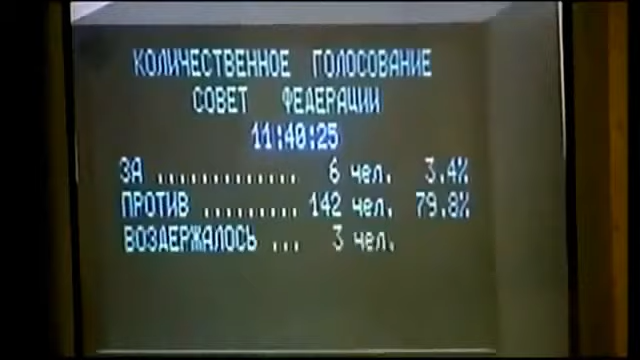 КОЛИЧЕСТВЕННОЕ ГОЛОСОВАНИЕ
СОВЕТ ФЕДЕРАЦИИ
11:40:25
ЗА ............. 6 чел. 3.4%
ПРОТИВ ......... 142 чел. 79.8%
ВОЗДЕРЖАЛОСЬ ... 3 чел.